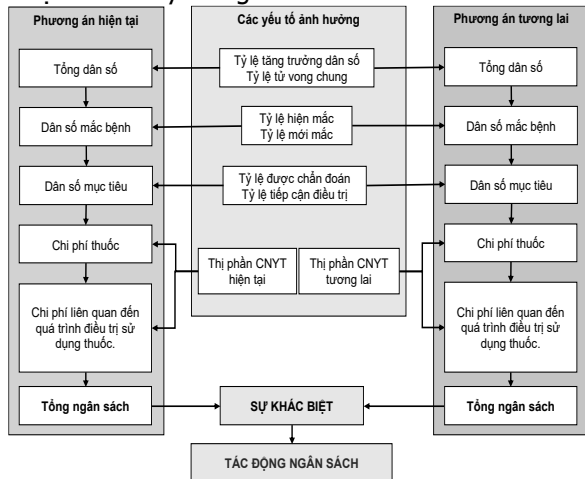 Phương án hiện tại
Các yếu tố ảnh hưởng
Phương án tương lai
Tổng dân số
Tỷ lệ tăng trưởng dân số
Tỷ lệ tử vong chung
Tổng dân số
Dân số mắc bệnh
Tỷ lệ hiện mắc
Tỷ lệ mới mắc
Dân số mắc bệnh
Dân số mục tiêu
Tỷ lệ được chẩn đoán
Tỷ lệ tiếp cận điều trị
Dân số mục tiêu
Chi phí thuốc
Thị phần CNYT
hiện tại
Thị phần CNYT
tương lai
Chi phí thuốc
Chi phí liên quan đến
quá trình điều trị sử
dụng thuốc.
Chi phí liên quan đến
quá trình điều trị sử
dụng thuốc.
Tổng ngân sách
SỰ KHÁC BIỆT
Tổng ngân sách
TÁC ĐỘNG NGÂN SÁCH